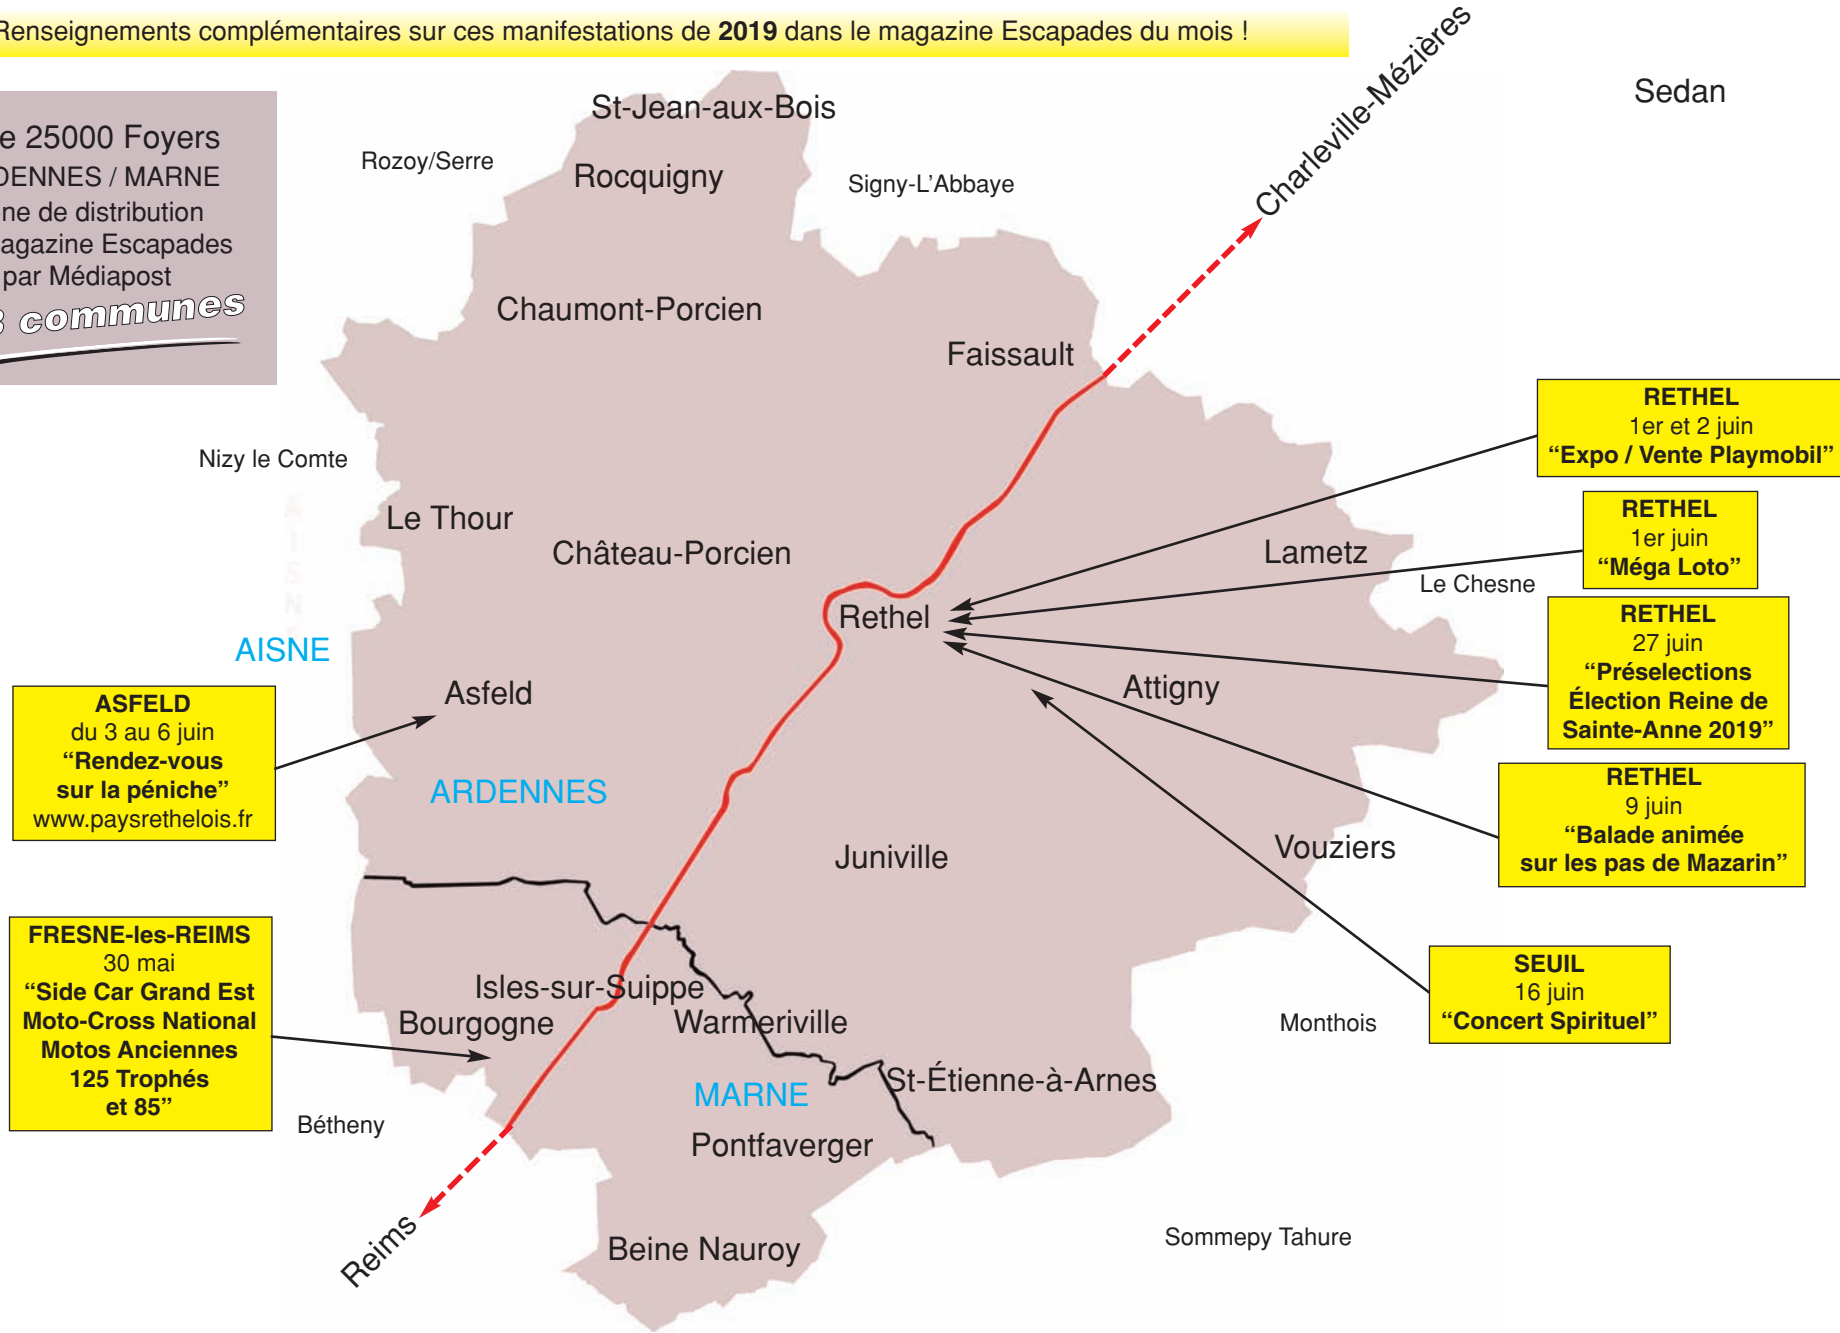 Renseignements complémentaires sur ces manifestations de 2019 dans le magazine Escapades du mois !
25000 Foyers
/ MARNE
de distribution
Escapades
par Médiapost
communes
St-Jean-aux-Bois
Rozoy/Serre
Rocquigny
Signy-L'Abbaye
Charleville-Mézières
Sedan
Chaumont-Porcien
Faissault
RETHEL
1er et 2 juin
“Expo / Vente Playmobil”
Nizy le Comte
Le Thour
Château-Porcien
Lametz
RETHEL
1er juin
“Méga Loto”
Le Chesne
Rethel
AISNE
AISNE
RETHEL
27 juin
“Préselections
Élection Reine de
Sainte-Anne 2019”
Asfeld
Attigny
ASFELD
du 3 au 6 juin
“Rendez-vous
sur la péniche”
www.paysrethelois.fr
ARDENNES
RETHEL
9 juin
“Balade animée
sur les pas de Mazarin”
Juniville
Vouziers
FRESNE-les-REIMS
30 mai
“Side Car Grand Est
Moto-Cross National
Motos Anciennes
125 Trophés
et 85”
SEUIL
16 juin
“Concert Spirituel”
Isles-sur-Suippe
Bourgogne
Warmeriville
Monthois
MARNE
St-Étienne-à-Arnes
Bétheny
Pontfaverger
Reims
Beine Nauroy
Sommepy Tahure